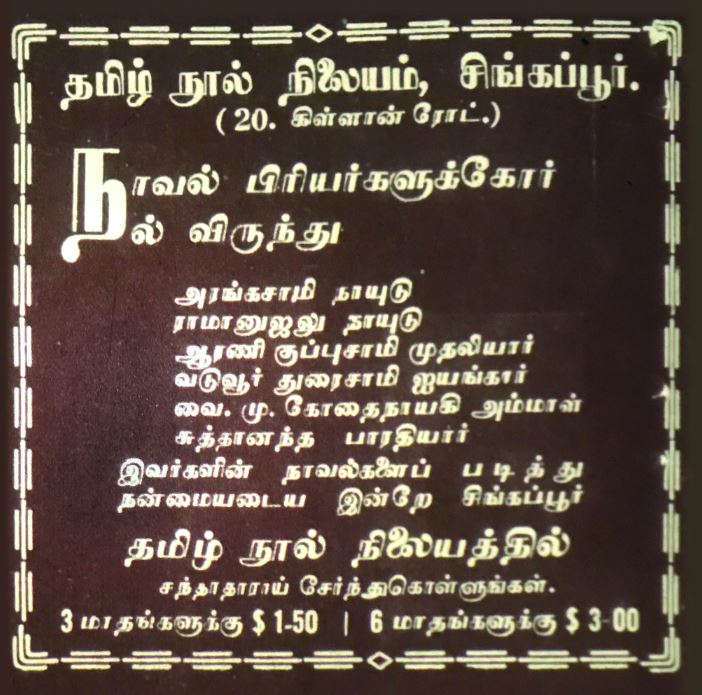 தமிழ் நூல் நிலையம், சிங்கப்பூர்.
( 20. கிள்ளான் ரோட்.)
நாவல் பிரியர்களுக்கோர்
நல் விருந்து
அரங்கசாமி நாயுடு
ராமானுஜலு நாயுடு
ஆரணி குப்புசாமி முதலியார்
வடுவூர் துரைசாமி ஐயங்கார்
வை. மு. கோதைநாயகி அம்மாள்
சுத்தானந்த பாரதியார்
இவர்களின் நாவல்களைப் படித்து
நன்மையடைய இன்றே சிங்கப்பூர்
தமிழ் நூல் நிலையத்தில்
சந்தாதாராய் சேர்ந்துகொள்ளுங்கள்.
3 மாதங்களுக்கு $ 1-50 | 6 மாதங்களுக்கு $ 3-00